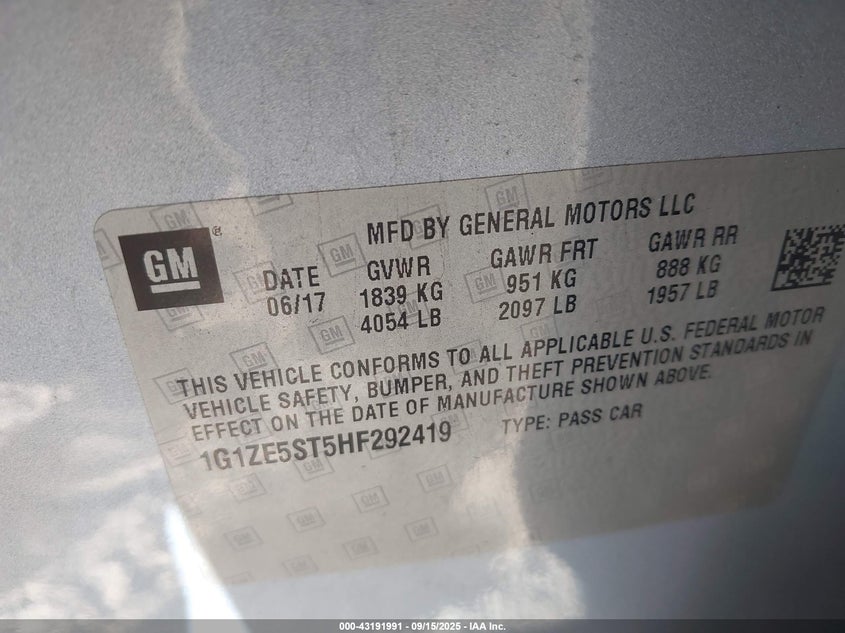 GM
MFD BY GENERAL MOTORS LLC
DATE GVWR GAWR FRT GAWR RR
06/17 1839 KG 951 KG 888 KG
4054 LB 2097 LB 1957 LB
THIS VEHICLE CONFORMS TO ALL APPLICABLE U.S. FEDERAL MOTOR
VEHICLE SAFETY, BUMPER, AND THEFT PREVENTION STANDARDS IN
EFFECT ON THE DATE OF MANUFACTURE SHOWN ABOVE.
1G1ZE5ST5HF292419 TYPE: PASS CAR
000-43191991 - 09/15/2025 - IAA Inc.